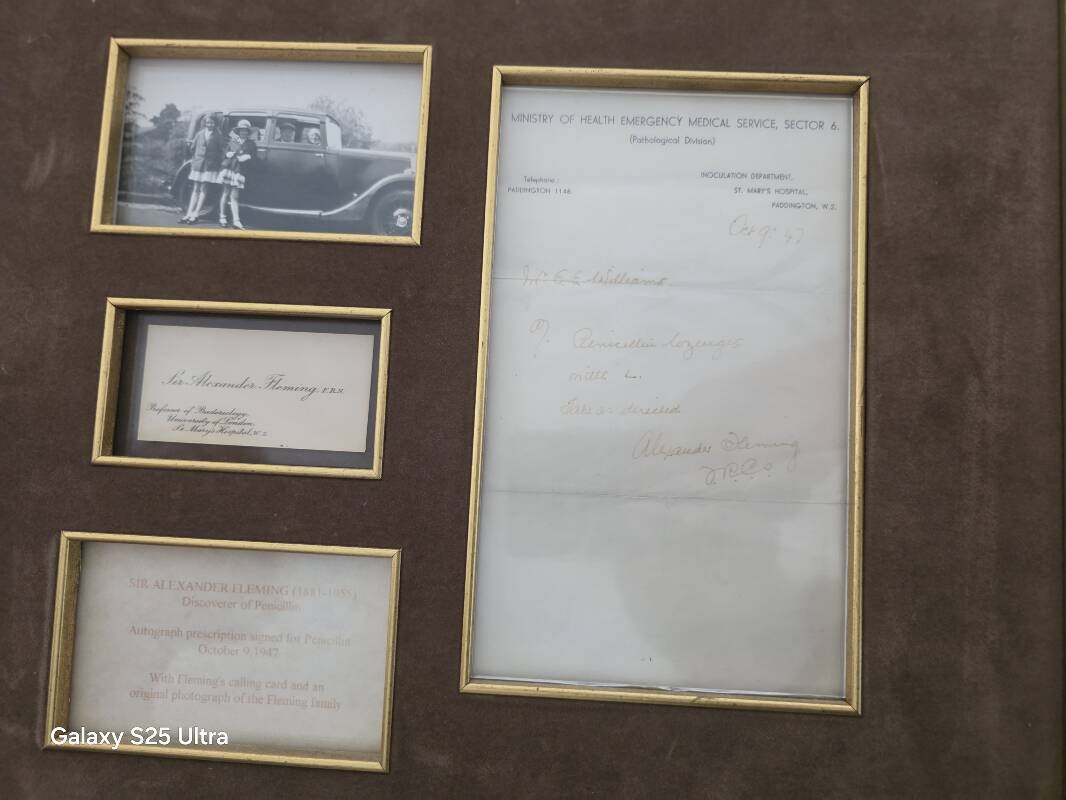 MINISTRY OF HEALTH EMERGENCY MEDICAL SERVICE, SECTOR 6.
(Pathological Division)
Telephone:
PADDINGTON 1146.
INOCULATION DEPARTMENT,
ST. MARY'S HOSPITAL,
PADDINGTON, W.2.
Oct 9. 47
E E Williams
Penicillin lozenges
mitte
Take as directed
Alexander Fleming
Sir Alexander Fleming, F.R.S.
Professor of Bacteriology,
University of London.
St. Mary's Hospital, W.2.
SIR ALEXANDER FLEMING (1881-1955)
Discoverer of Penicillin
Autograph prescription signed for Penicillin
October 9 1947
With Fleming's calling card and an
original photograph of the Fleming family
Galaxy S25 Ultra